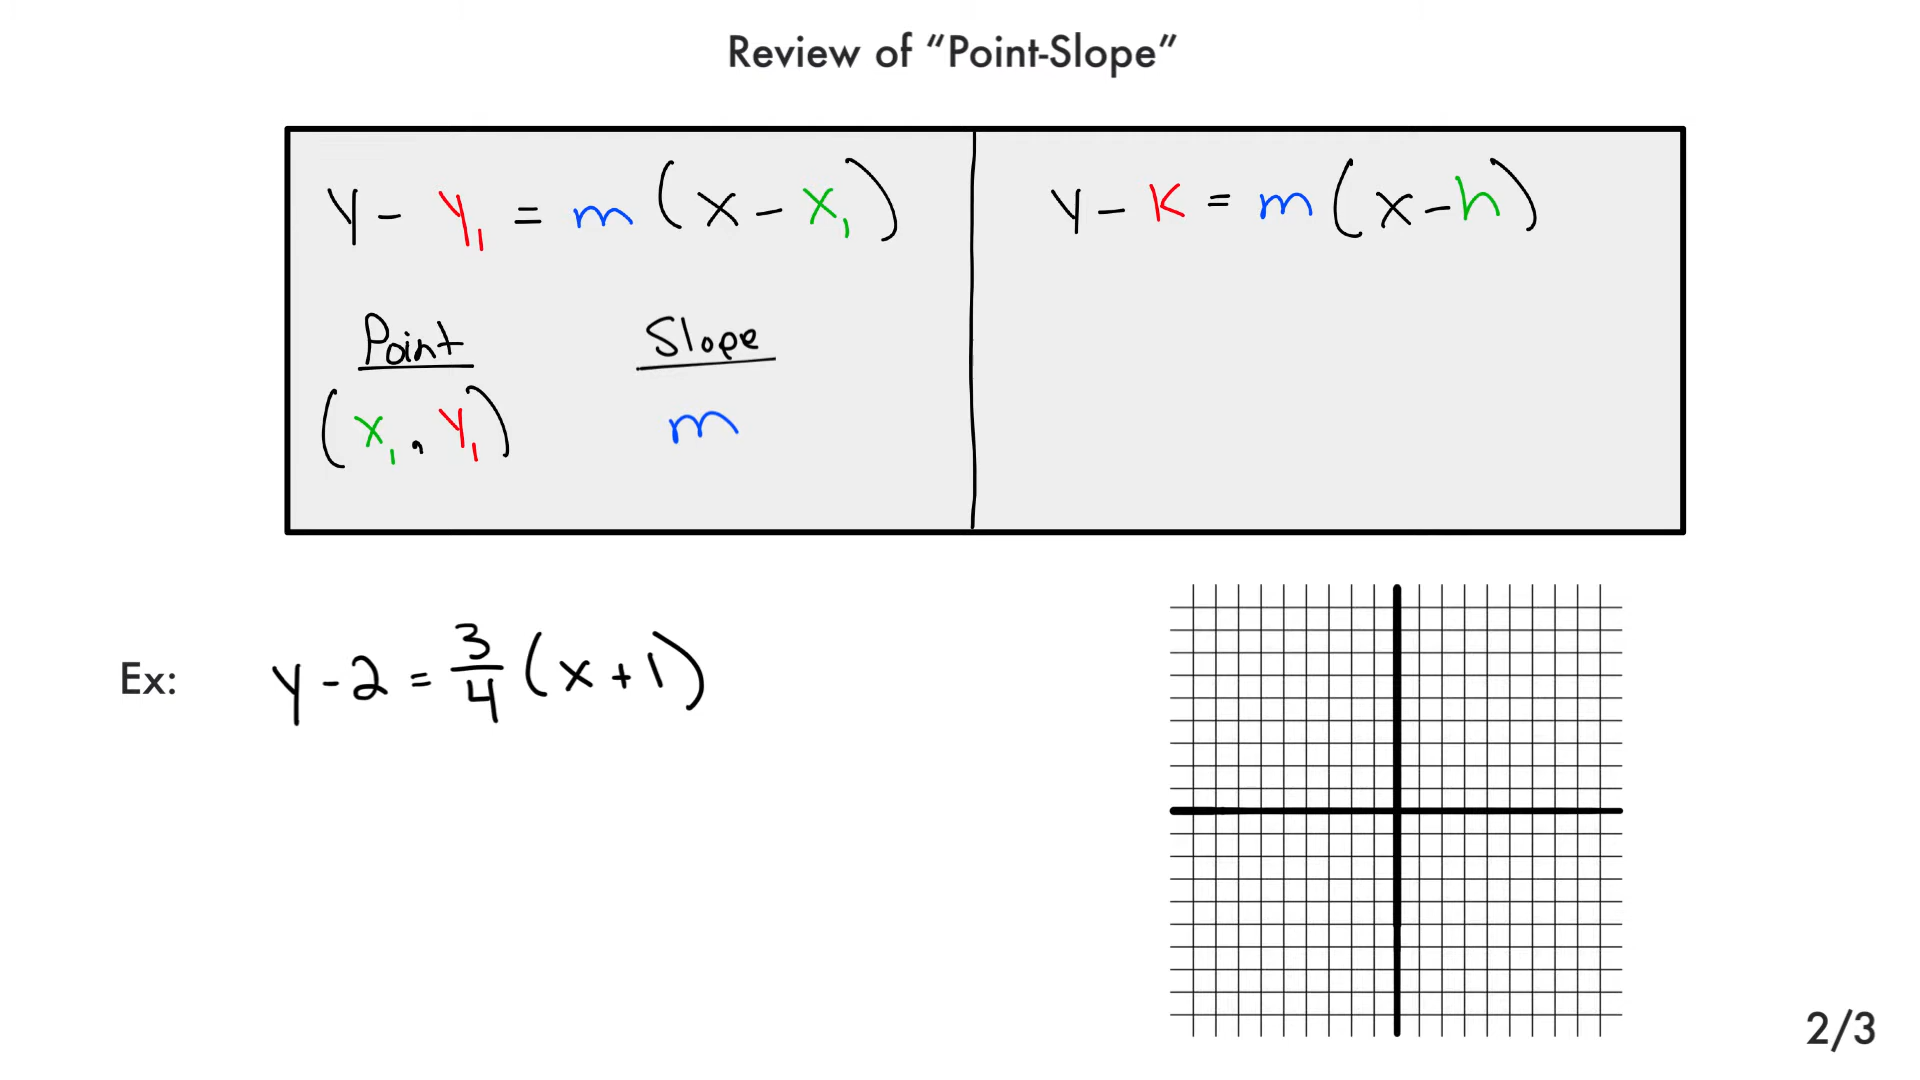 Review of “Point-Slope”
y - y₁ = m (x - x₁)
y - k = m (x - h)
Point Slope
(x₁, y₁) m
Ex: y - 2 = 3/4 (x + 1)
2/3